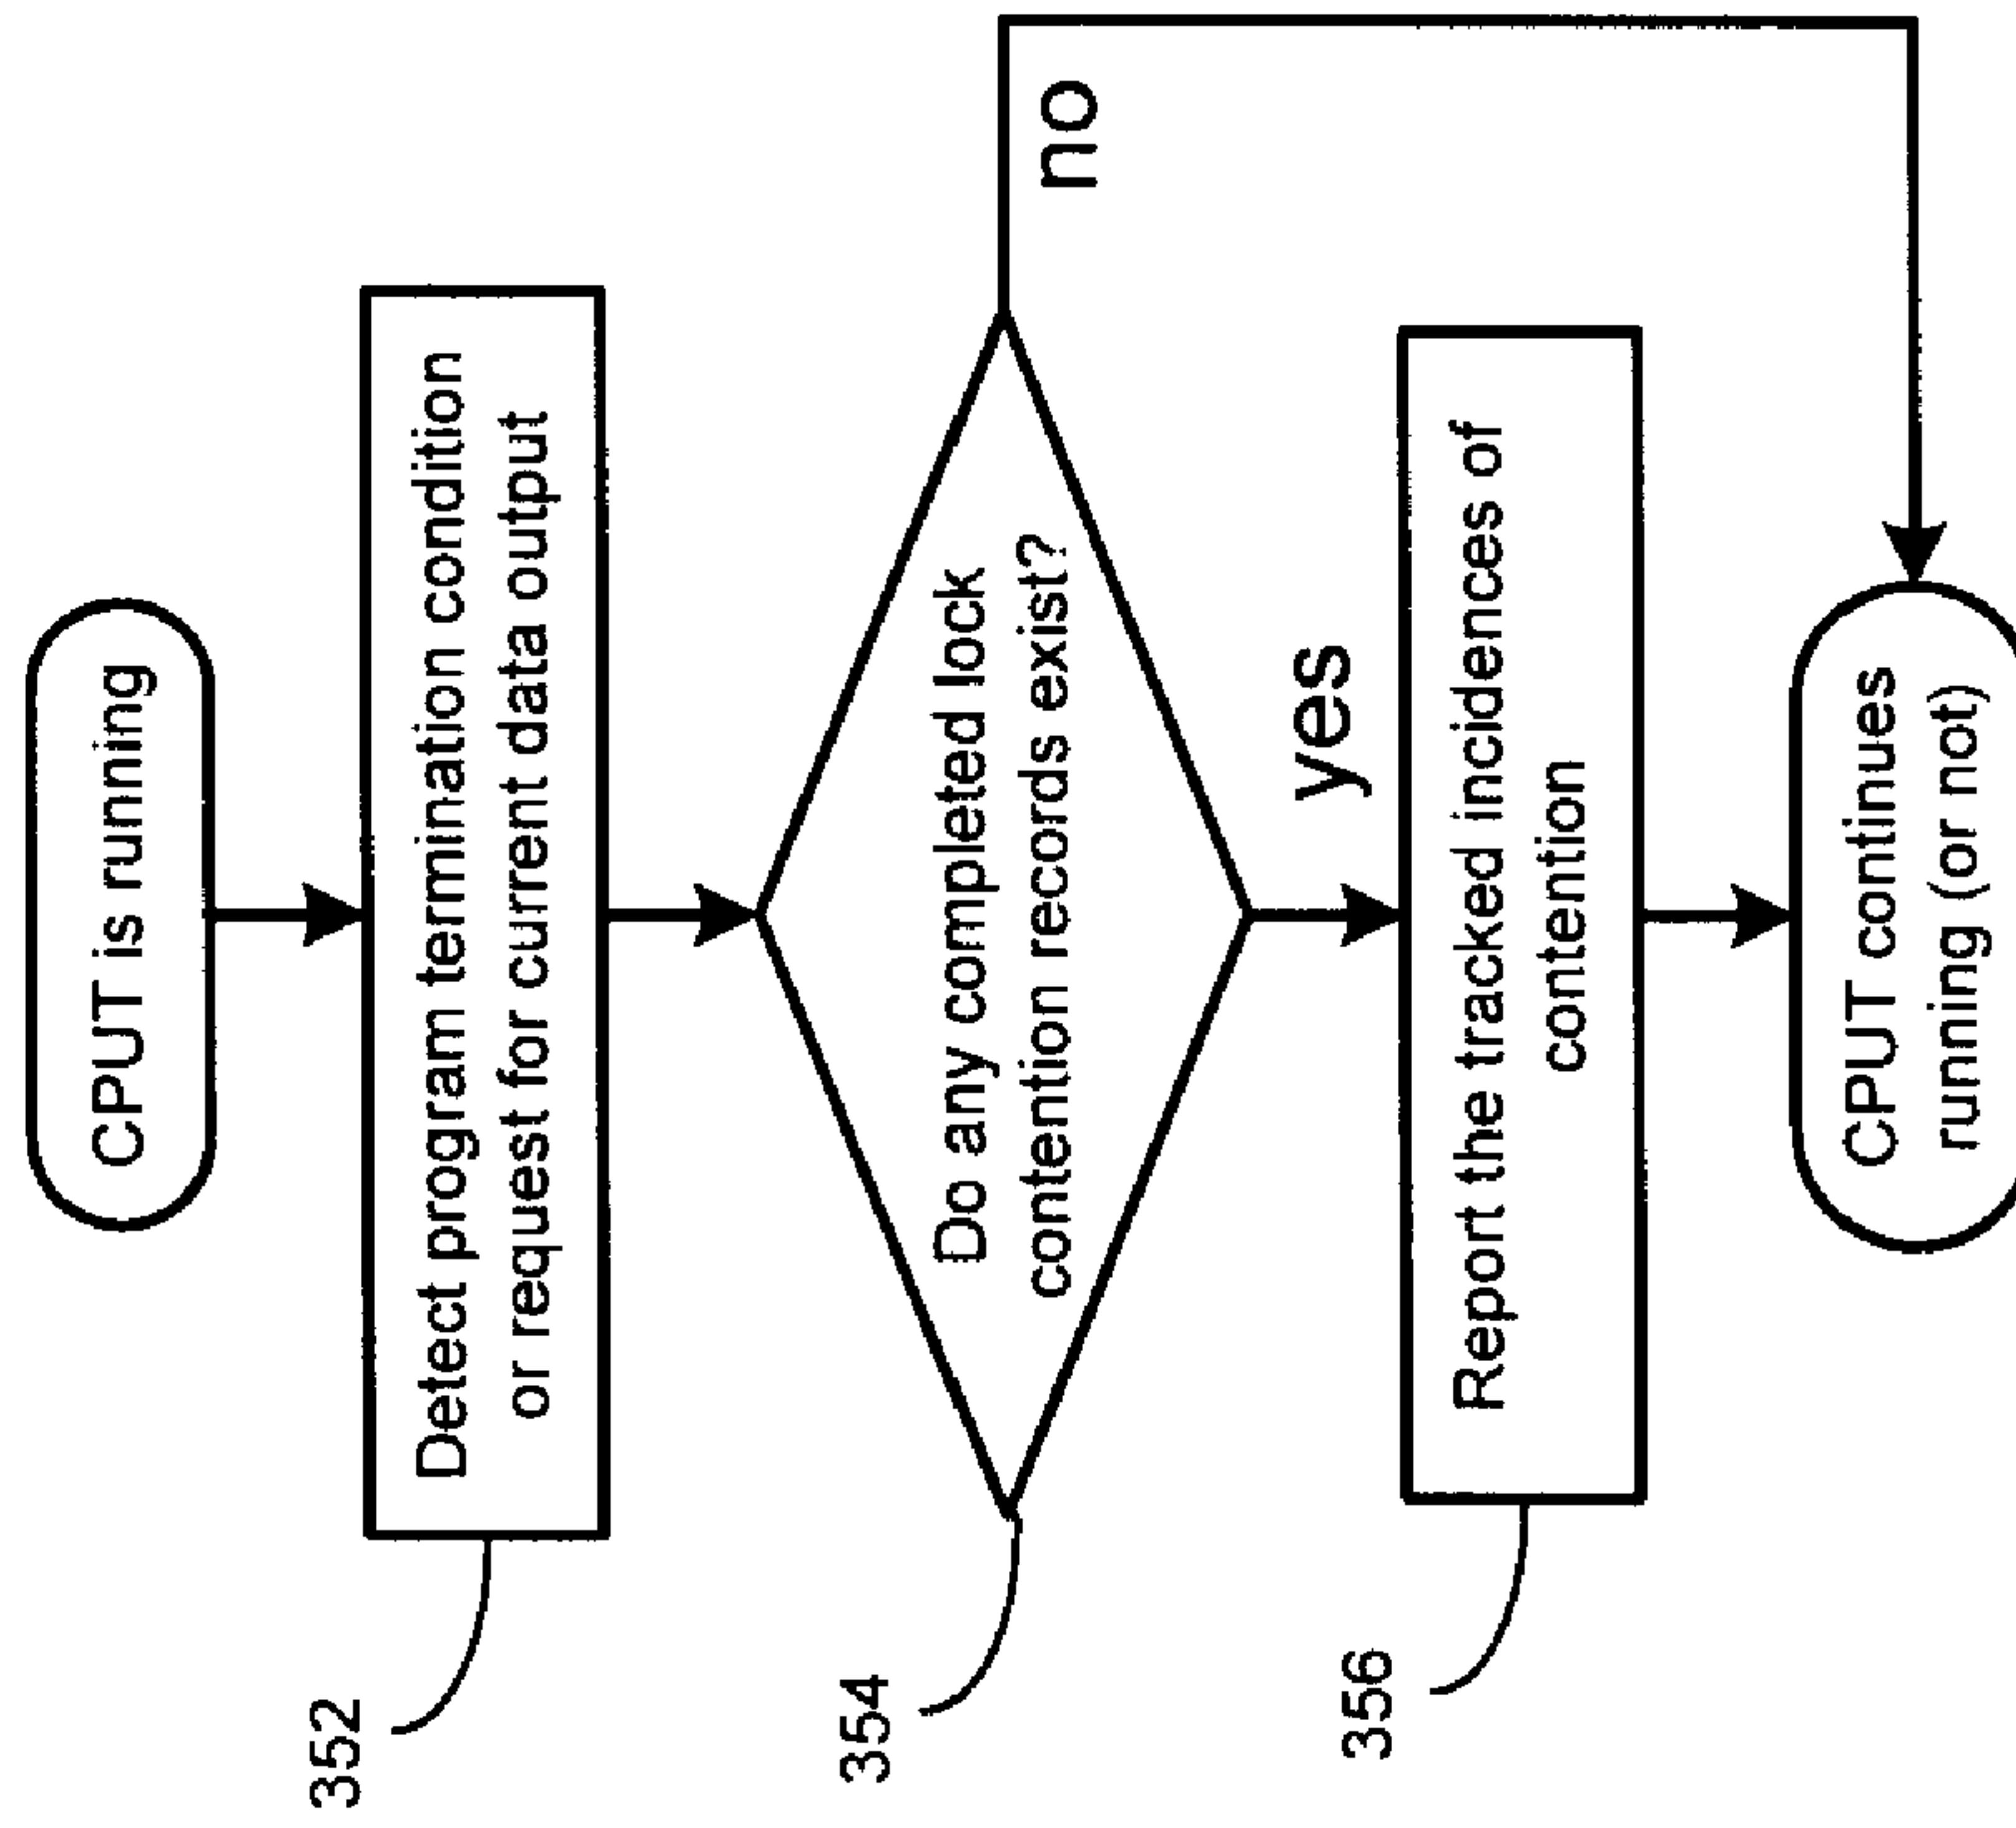 CPUT is running
352
Detect program termination condition
or request for current data output
354
Do any completed lock
contention records exist?
no
yes
356
Report the tracked incidences of
contention
CPUT continues
running (or not)